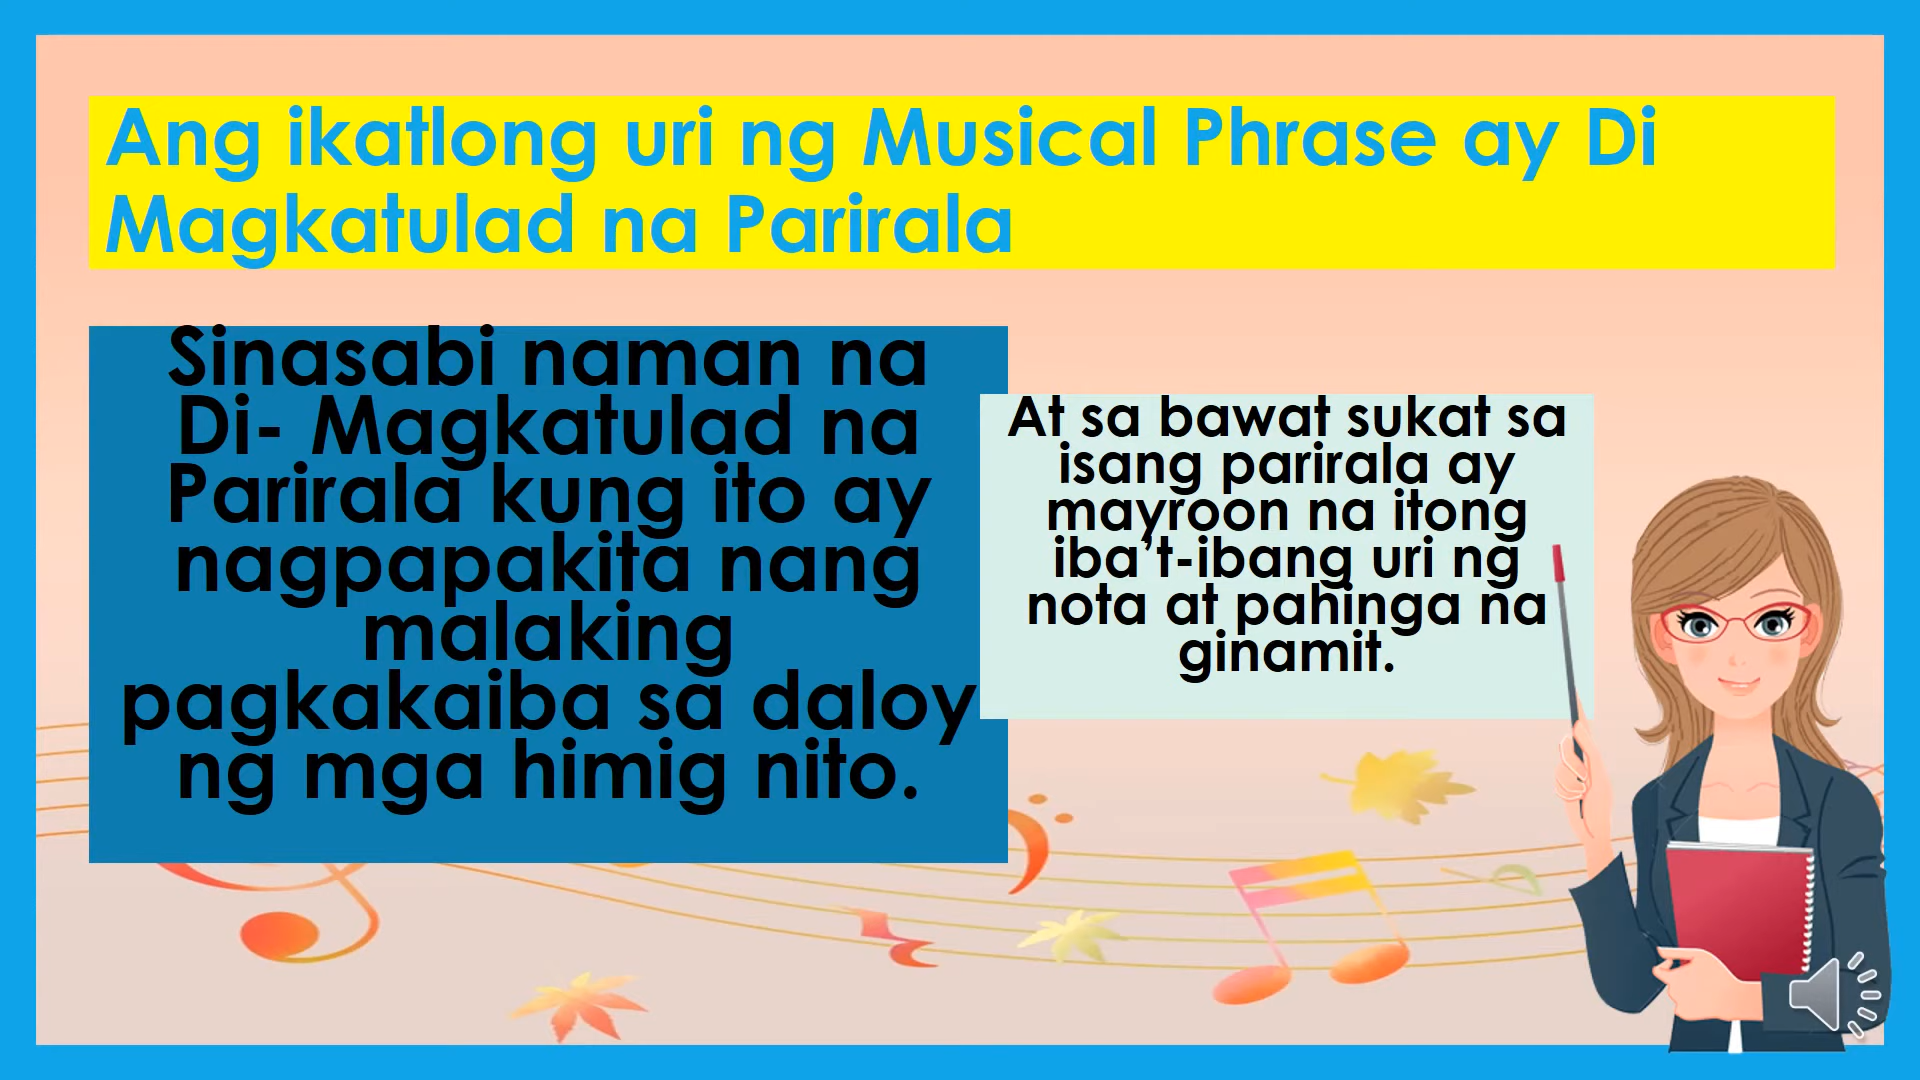 Ang ikatlong uri ng Musical Phrase ay Di
Magkatulad na Parirala
Sinasabi naman na
Di- Magkatulad na
Parirala kung ito ay
nagpapakita nang
malaking
pagkakaiba sa daloy
ng mga himig nito.
At sa bawat sukat sa
isang parirala ay
mayroon na itong
iba't-ibang uri ng
nota at pahinga na
ginamit.